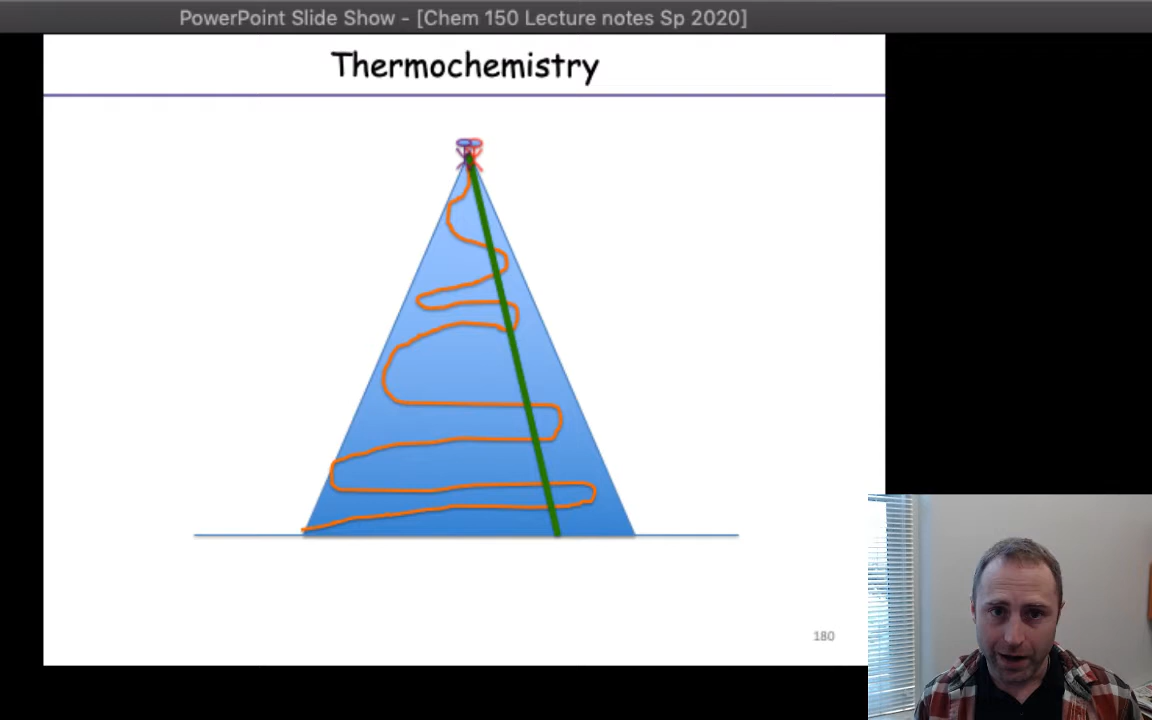 PowerPoint Slide Show - [Chem 150 Lecture notes Sp 2020]
Thermochemistry
180